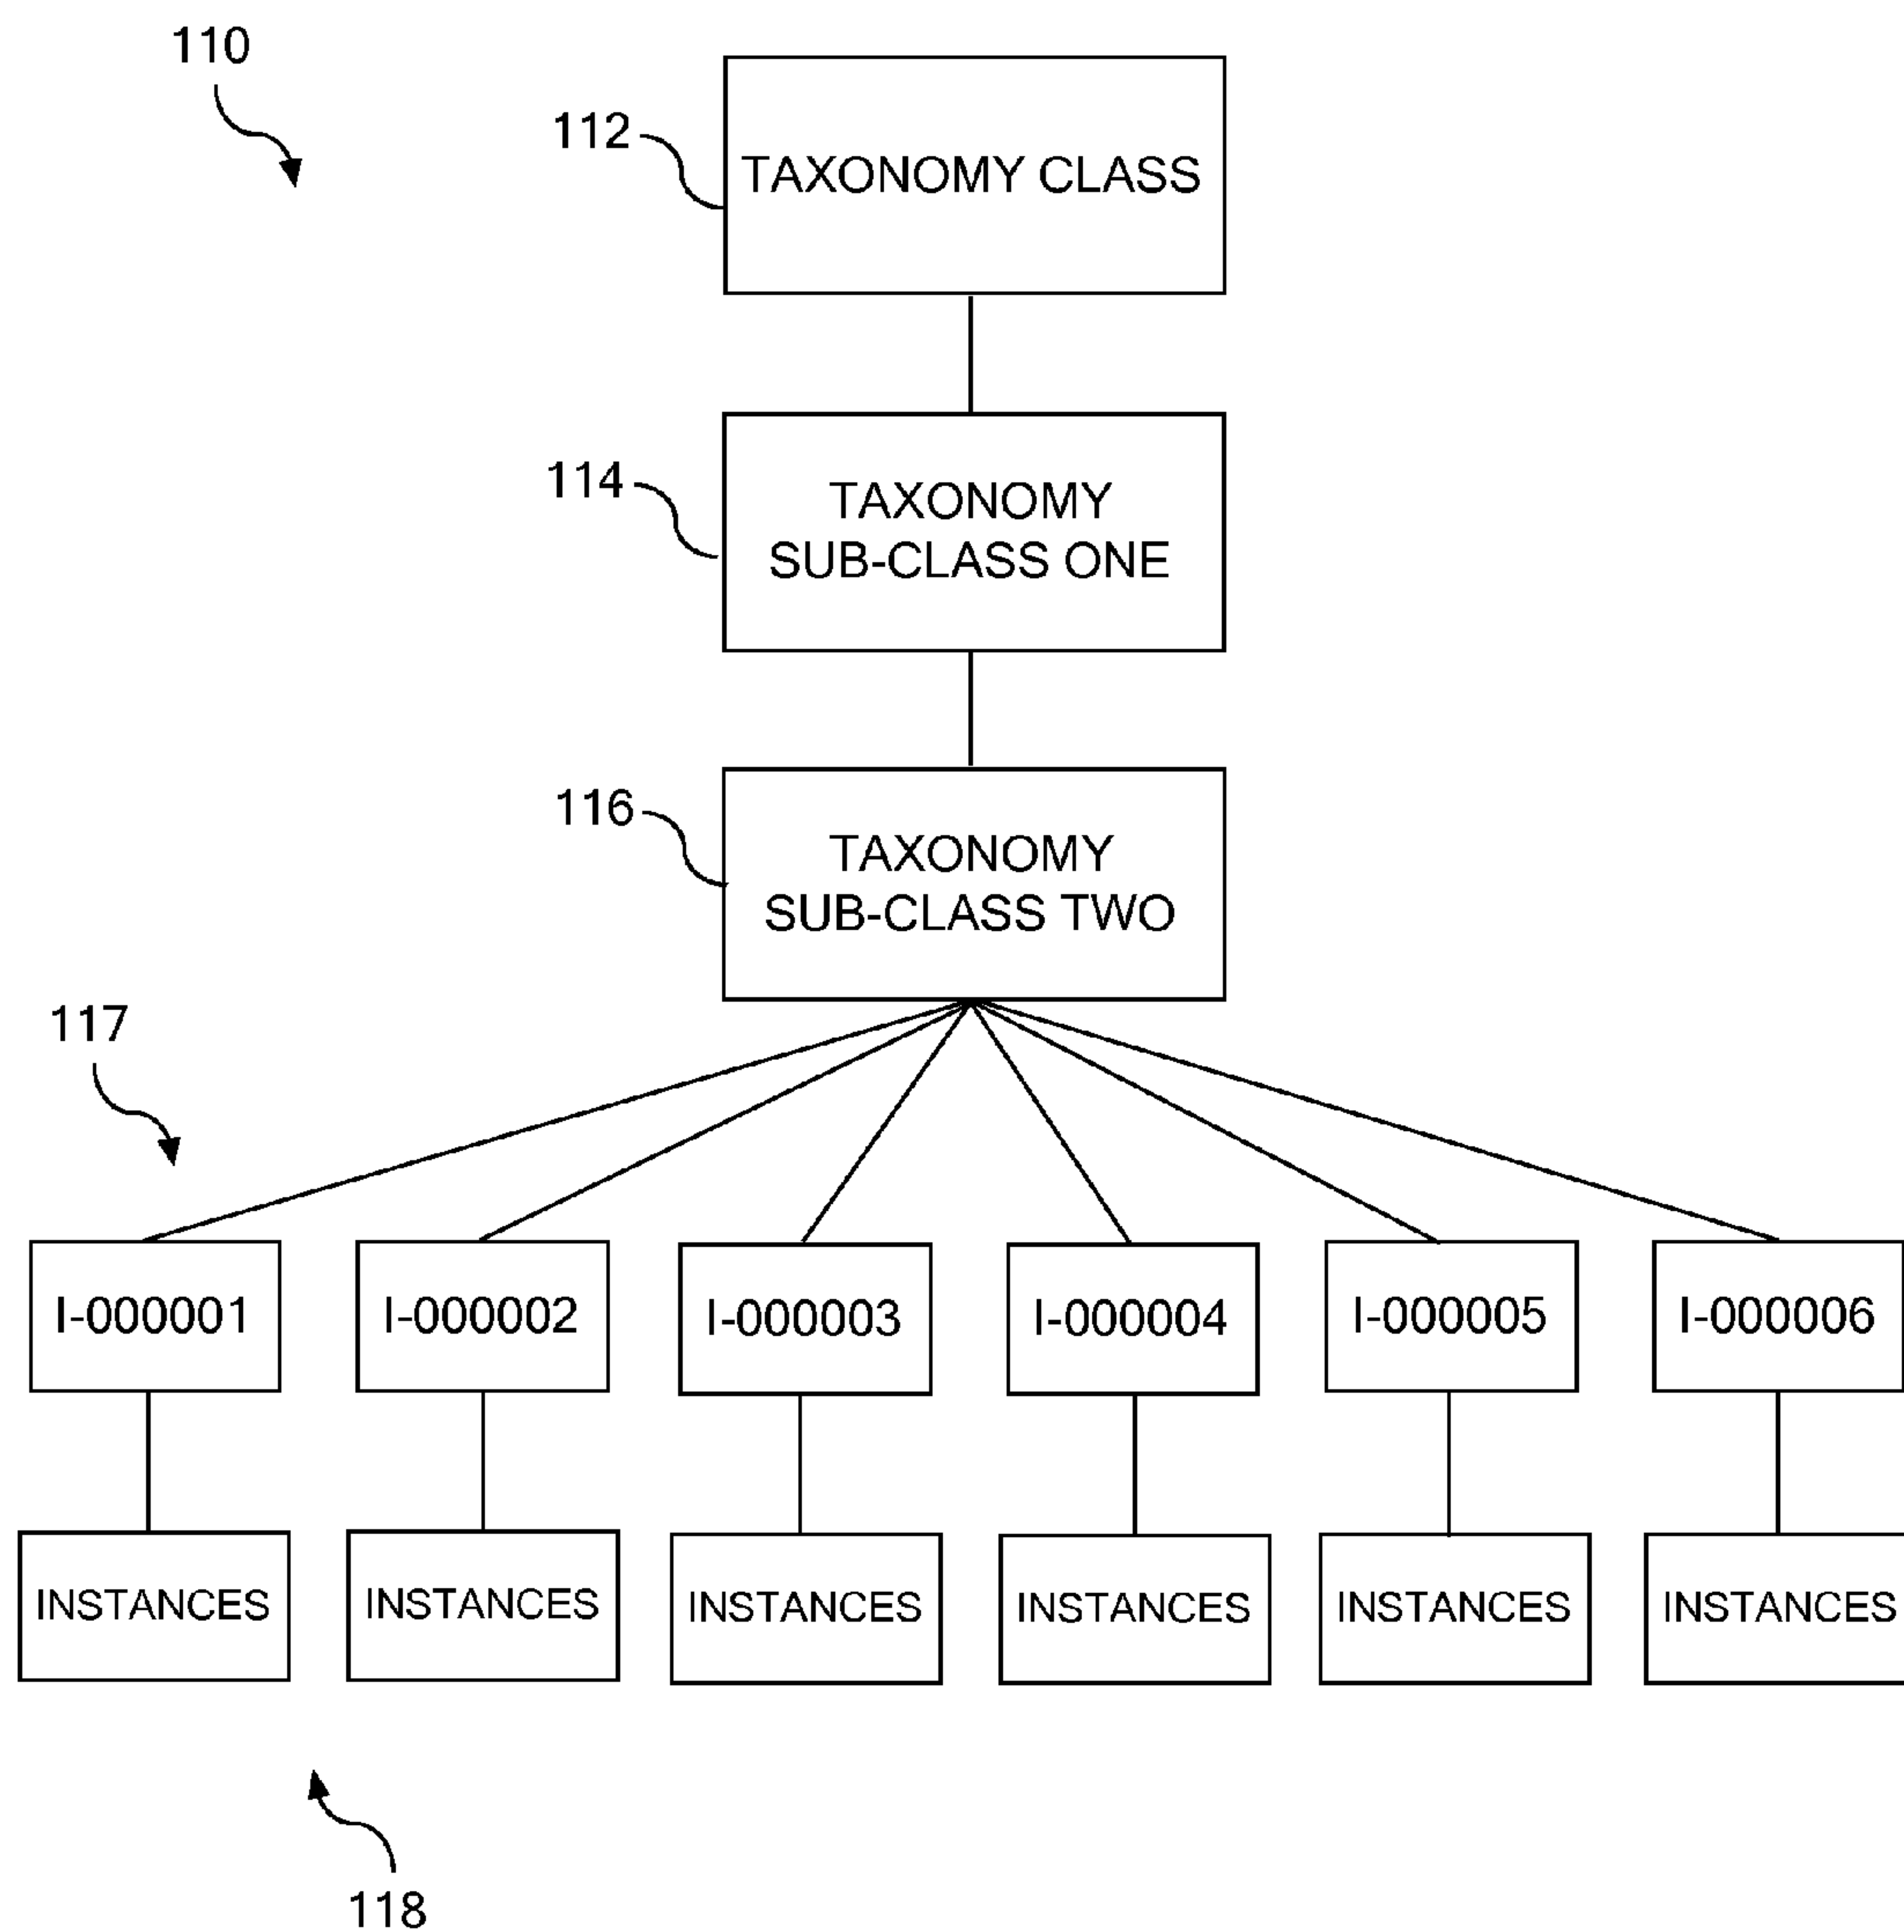 110
112
TAXONOMY CLASS
114
TAXONOMY
SUB-CLASS ONE
116
TAXONOMY
SUB-CLASS TWO
117
I-000001
I-000002
I-000003
I-000004
I-000005
I-000006
INSTANCES
INSTANCES
INSTANCES
INSTANCES
INSTANCES
INSTANCES
118